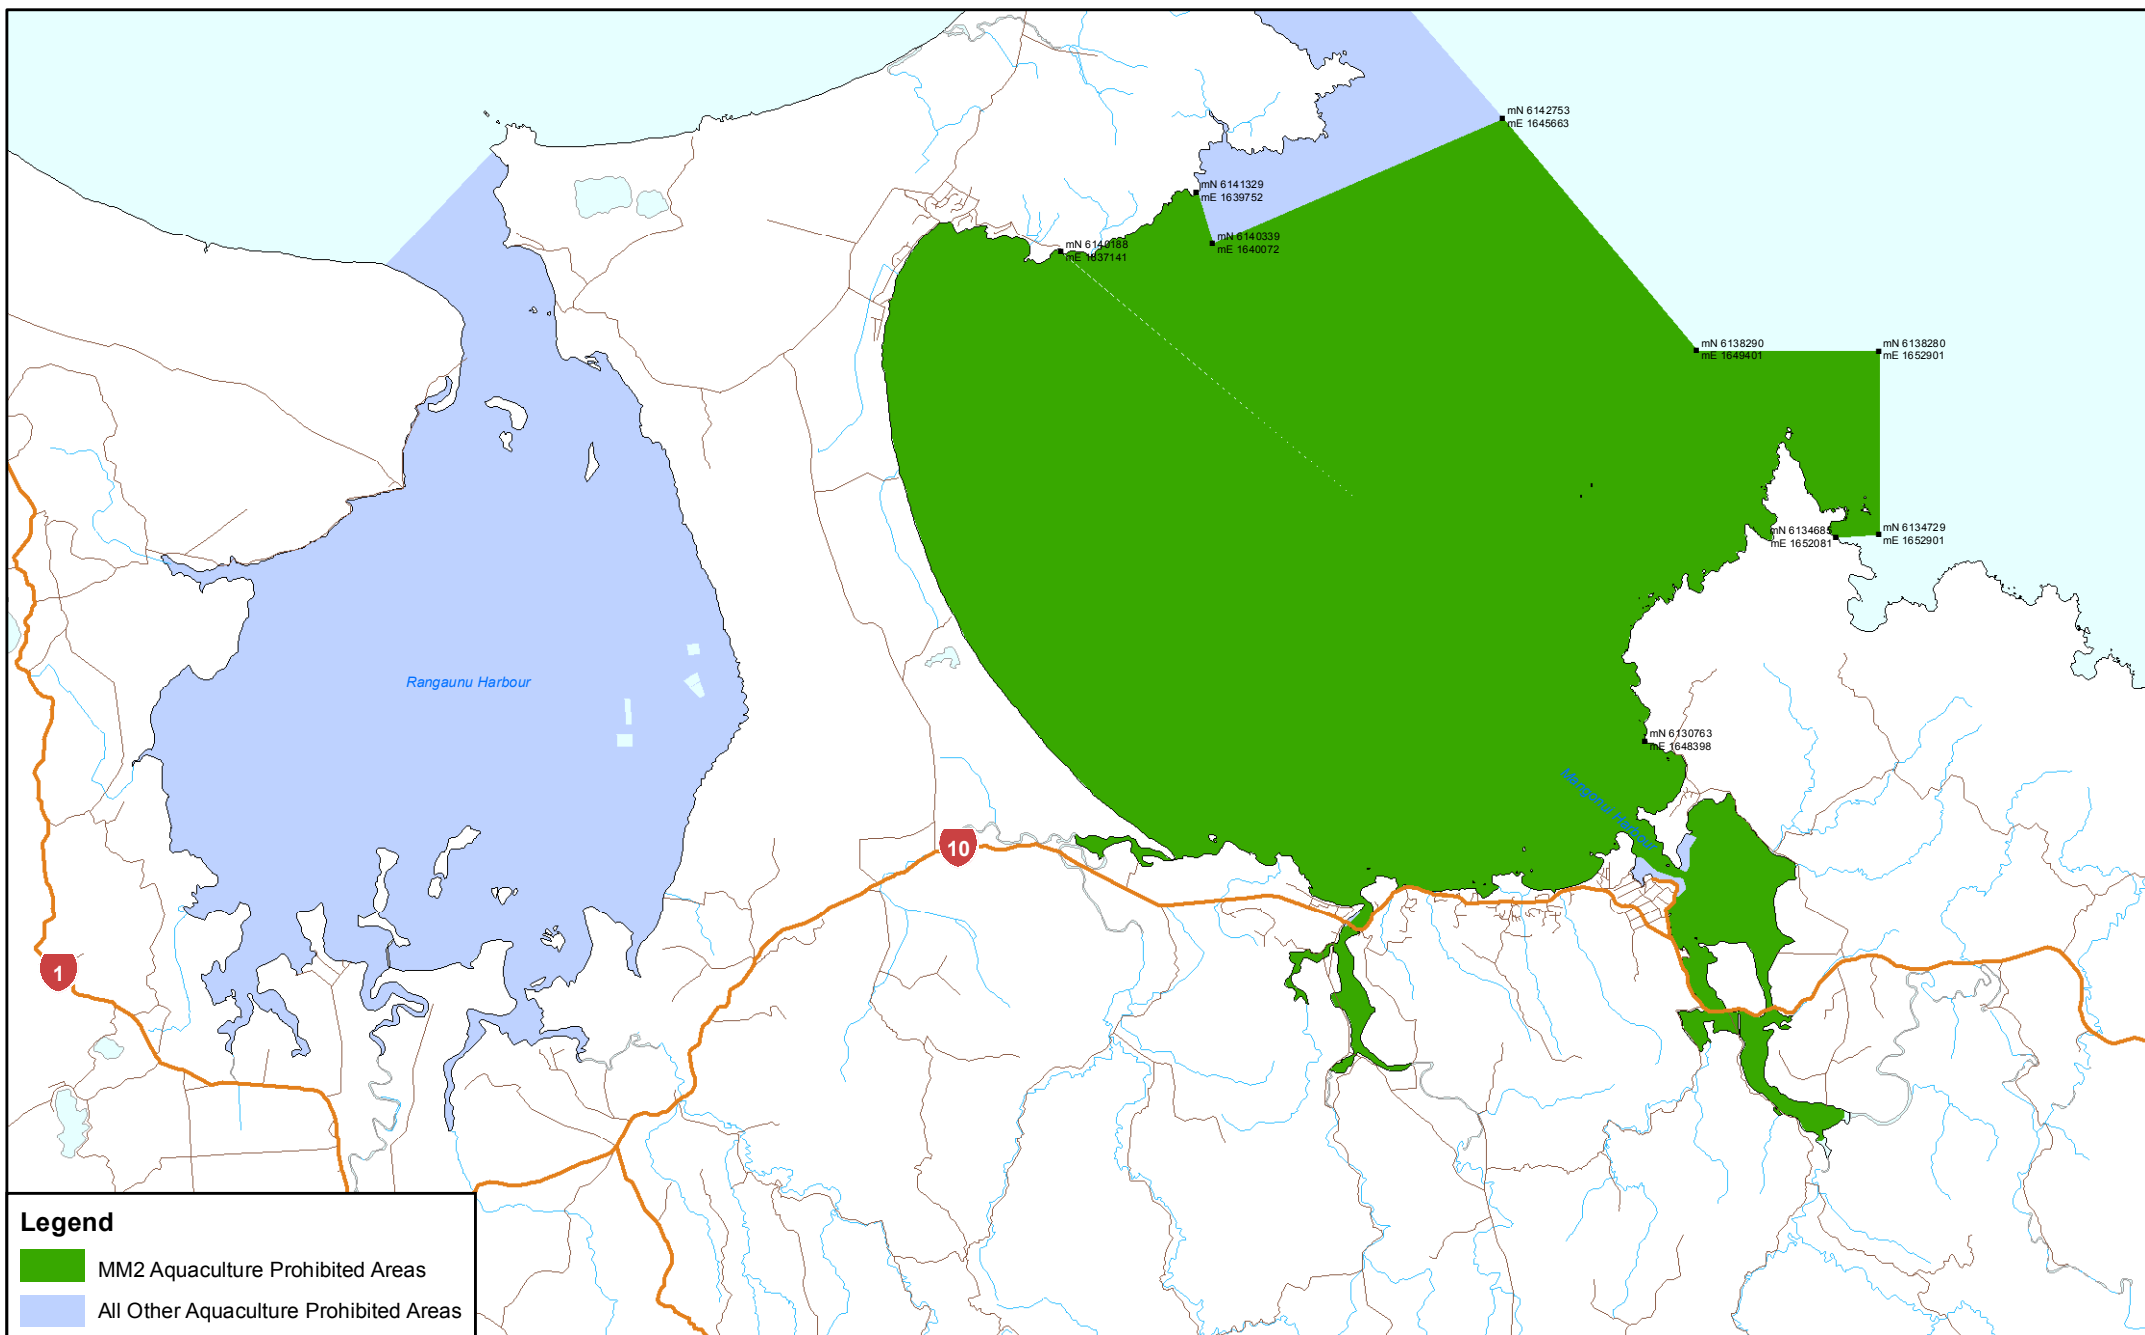 mN 6142753
mE 1645663
mN 6141329
mE 1639752
mN 6140339
mE 1640072
mN 6140188
mE 1637141
mN 6138290
mE 1649401
mN 6138280
mE 1652901
mN 6134685
mE 1652081
mN 6134729
mE 1652901
Rangaunu Harbour
mN 6130763
mE 1648398
Mangonui Harbour
10
1
Legend
MM2 Aquaculture Prohibited Areas
All Other Aquaculture Prohibited Areas